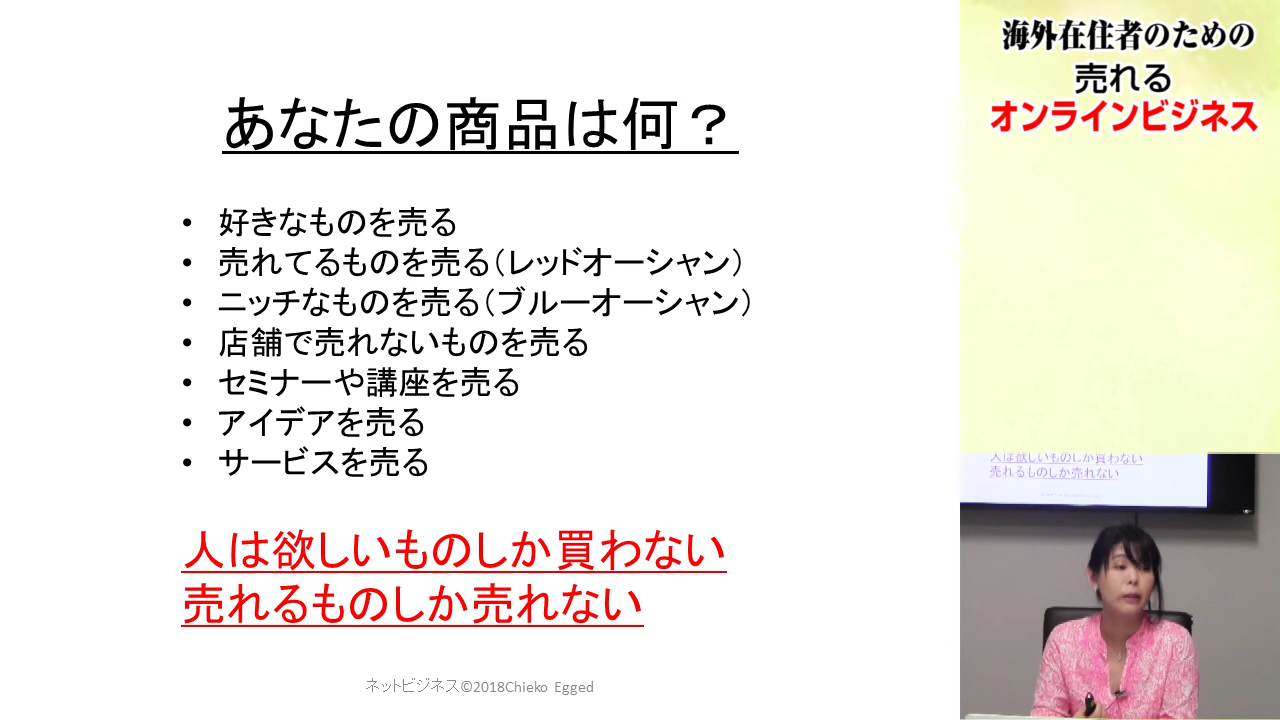 あなたの商品は何？
• 好きなものを売る
• 売れてるものを売る（レッドオーシャン）
• ニッチなものを売る（ブルーオーシャン）
• 店舗で売れないものを売る
• セミナーや講座を売る
• アイデアを売る
• サービスを売る
人は欲しいものしか買わない
売れるものしか売れない
ネットビジネス©2018Chieko Egged
海外在住者のための
売れる
オンラインビジネス
人は欲しいものしか買わない
売れるものしか売れない